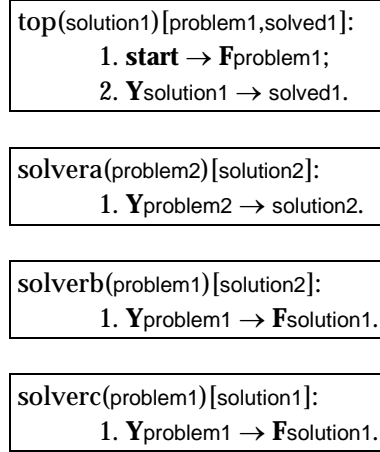 top(solution1)[problem1,solved1]:
1. start → Fproblem1;
2. Ysolution1 → solved1.
solvera(problem2)[solution2]:
1. Yproblem2 → solution2.
solverb(problem1)[solution2]:
1. Yproblem1 → Fsolution1.
solverc(problem1)[solution1]:
1. Yproblem1 → Fsolution1.